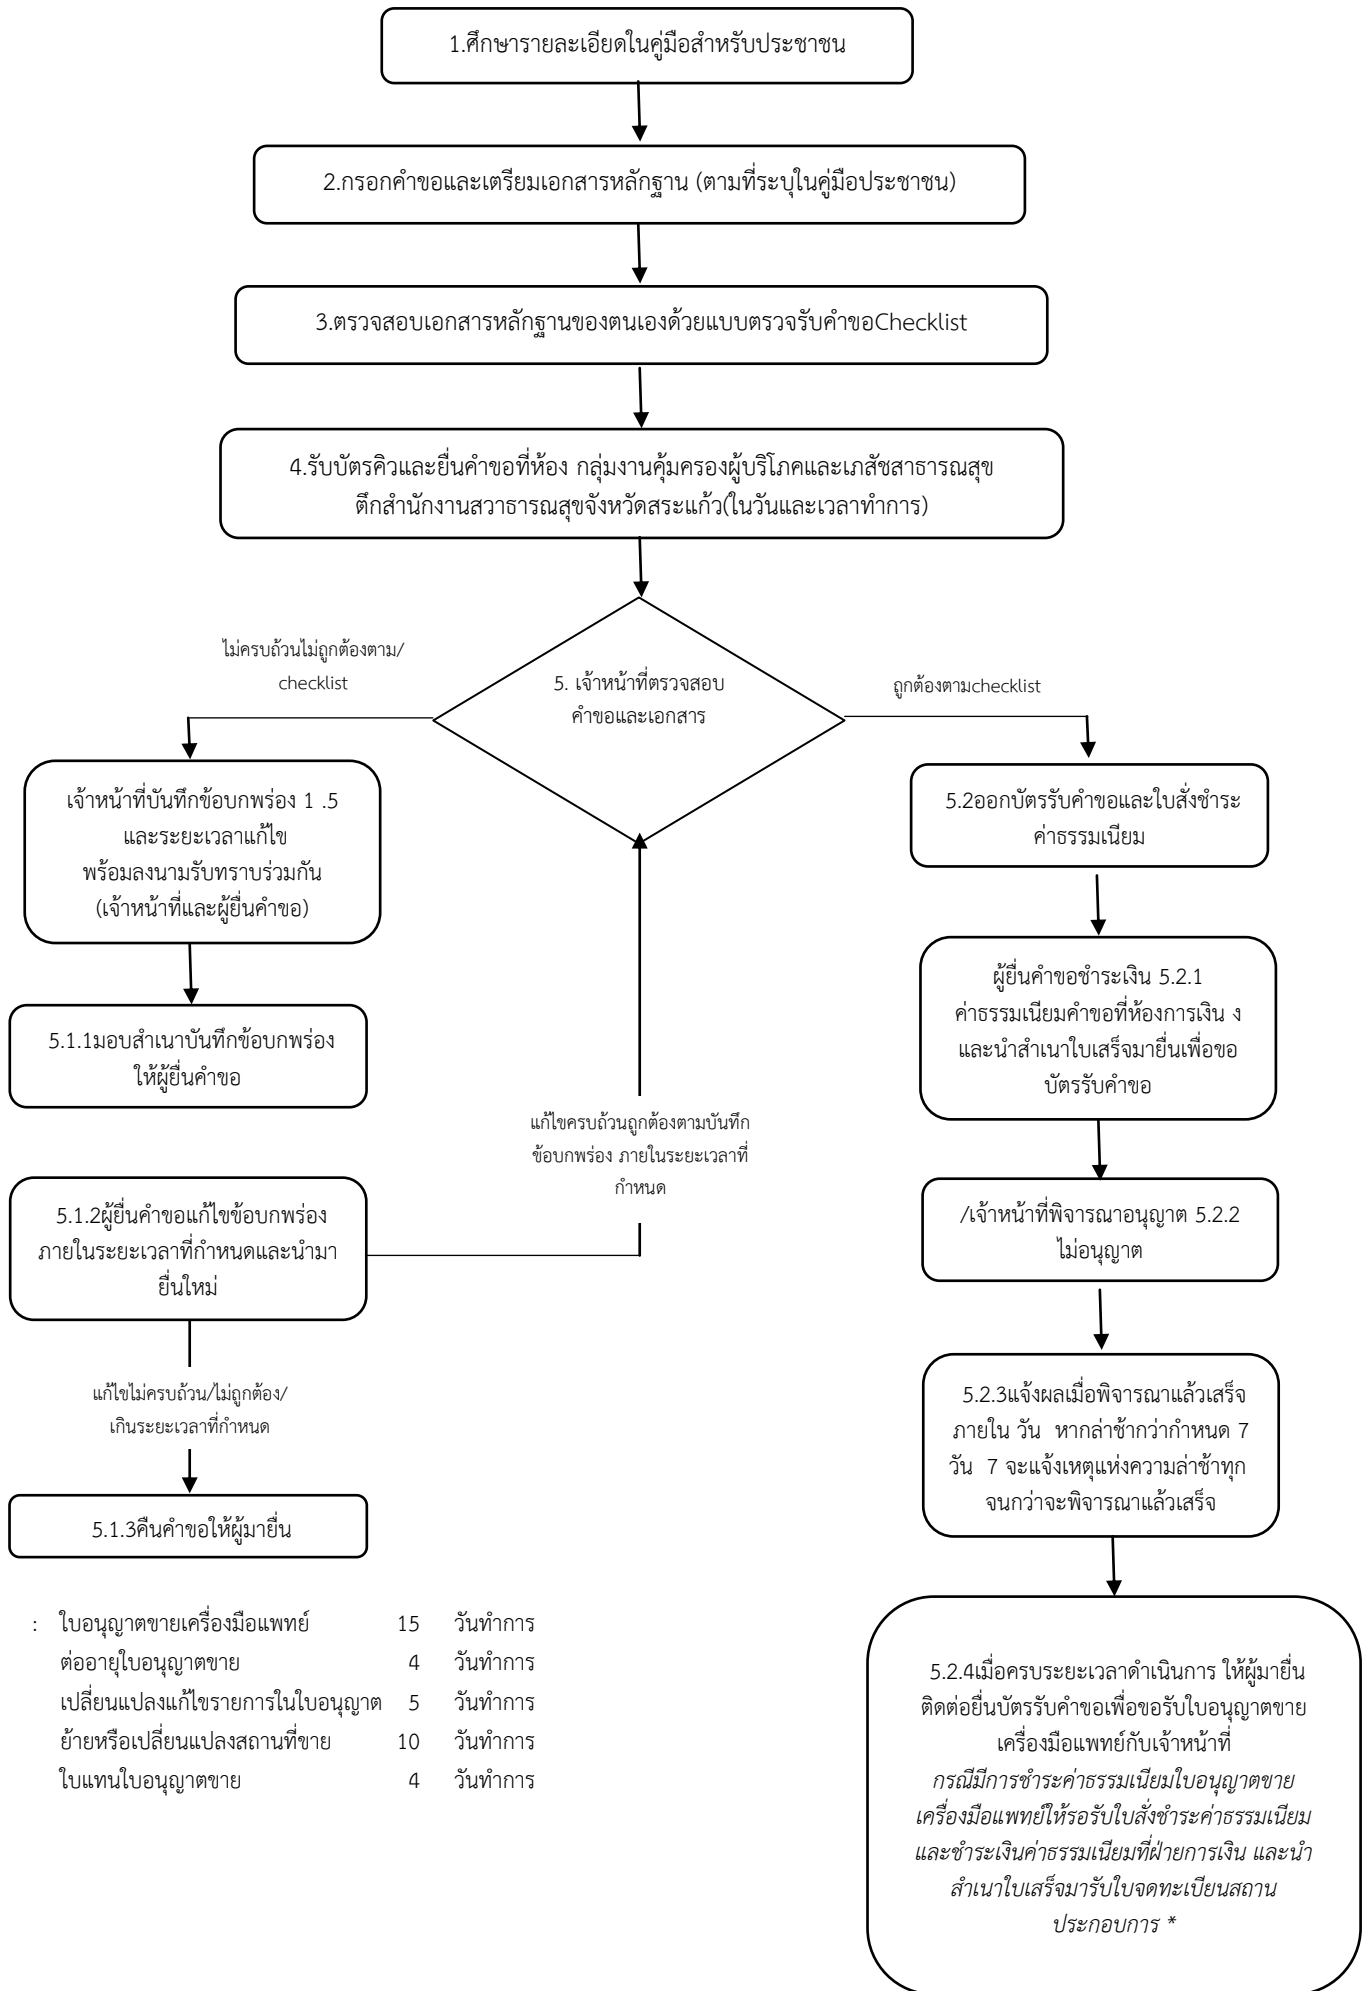 1.ศึกษารายละเอียดในคู่มือสำหรับประชาชน
2.กรอกคำขอและเตรียมเอกสารหลักฐาน (ตามที่ระบุในคู่มือประชาชน)
3.ตรวจสอบเอกสารหลักฐานของตนเองด้วยแบบตรวจรับคำขอChecklist
4.รับบัตรคิวและยื่นคำขอที่ห้อง กลุ่มงานคุ้มครองผู้บริโภคและเภสัชสาธารณสุข
ตึกสำนักงานสวาธารณสุขจังหวัดสระแก้ว(ในวันและเวลาทำการ)
5. เจ้าหน้าที่ตรวจสอบ
คำขอและเอกสาร
ไม่ครบถ้วนไม่ถูกต้องตาม/
checklist
เจ้าหน้าที่บันทึกข้อบกพร่อง 1 .5
และระยะเวลาแก้ไข
พร้อมลงนามรับทราบร่วมกัน
(เจ้าหน้าที่และผู้ยื่นคำขอ)
5.1.1มอบสำเนาบันทึกข้อบกพร่อง
ให้ผู้ยื่นคำขอ
5.1.2ผู้ยื่นคำขอแก้ไขข้อบกพร่อง
ภายในระยะเวลาที่กำหนดและนำมา
ยื่นใหม่
แก้ไขครบถ้วนถูกต้องตามบันทึก
ข้อบกพร่อง ภายในระยะเวลาที่
กำหนด
แก้ไขไม่ครบถ้วน/ไม่ถูกต้อง/
เกินระยะเวลาที่กำหนด
5.1.3คืนคำขอให้ผู้มายื่น
ถูกต้องตามchecklist
5.2ออกบัตรรับคำขอและใบสั่งชำระ
ค่าธรรมเนียม
ผู้ยื่นคำขอชำระเงิน 5.2.1
ค่าธรรมเนียมคำขอที่ห้องการเงิน ง
และนำสำเนาใบเสร็จมายื่นเพื่อขอ
บัตรรับคำขอ
/เจ้าหน้าที่พิจารณาอนุญาต 5.2.2
ไม่อนุญาต
5.2.3แจ้งผลเมื่อพิจารณาแล้วเสร็จ
ภายใน วัน หากล่าช้ากว่ากำหนด 7
วัน 7 จะแจ้งเหตุแห่งความล่าช้าทุก
จนกว่าจะพิจารณาแล้วเสร็จ
5.2.4เมื่อครบระยะเวลาดำเนินการ ให้ผู้มายื่น
ติดต่อยื่นบัตรรับคำขอเพื่อขอรับใบอนุญาตขาย
เครื่องมือแพทย์กับเจ้าหน้าที่
กรณีมีการชำระค่าธรรมเนียมใบอนุญาตขาย
เครื่องมือแพทย์ให้รอรับใบสั่งชำระค่าธรรมเนียม
และชำระเงินค่าธรรมเนียมที่ฝ่ายการเงิน และนำ
สำเนาใบเสร็จมารับใบจดทะเบียนสถาน
ประกอบการ *
: ใบอนุญาตขายเครื่องมือแพทย์ 15 วันทำการ
ต่ออายุใบอนุญาตขาย 4 วันทำการ
เปลี่ยนแปลงแก้ไขรายการในใบอนุญาต 5 วันทำการ
ย้ายหรือเปลี่ยนแปลงสถานที่ขาย 10 วันทำการ
ใบแทนใบอนุญาตขาย 4 วันทำการ